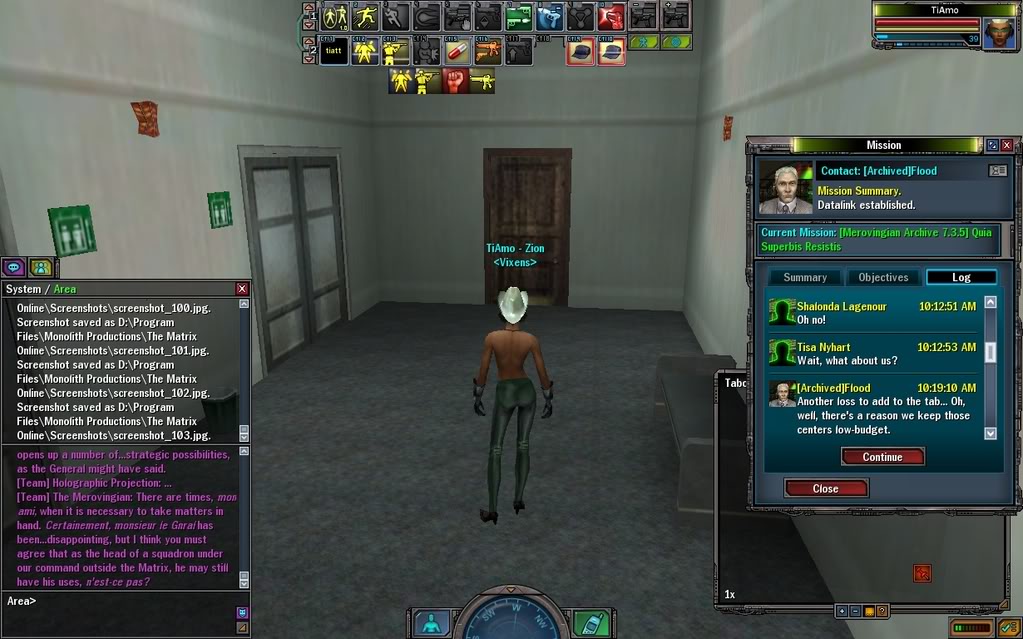 tiatt
TiAmo
39
Mission
Contact: [Archived]Flood
Mission Summary.
Datalink established.
Current Mission: [Merovingian Archive 7.3.5] Quia
Superbis Resistis
Summary
Objectives
Log
Shalonda Lagenour 10:12:51 AM
Oh no!
Tisa Nyhart 10:12:53 AM
Wait, what about us?
[Archived]Flood 10:19:10 AM
Another loss to add to the tab... Oh,
well, there's a reason we keep those
centers low-budget.
Continue
Close
TiAmo - Zion
<Vixens>
System / Area
Online\Screenshots\screenshot_100.jpg.
Screenshot saved as D:\Program
Files\Monolith Productions\The Matrix
Online\Screenshots\screenshot_101.jpg.
Screenshot saved as D:\Program
Files\Monolith Productions\The Matrix
Online\Screenshots\screenshot_102.jpg.
Screenshot saved as D:\Program
Files\Monolith Productions\The Matrix
Online\Screenshots\screenshot_103.jpg.
opens up a number of...strategic possibilities,
as the General might have said.
[Team] Holographic Projection: ...
[Team] The Merovingian: There are times, mon
ami, when it is necessary to take matters in
hand. Certainement, monsieur le Gnral has
been...disappointing, but I think you must
agree that as the head of a squadron under
our command outside the Matrix, he may still
have his uses, n'est-ce pas?
Area>
Tabo
1x
SW
W